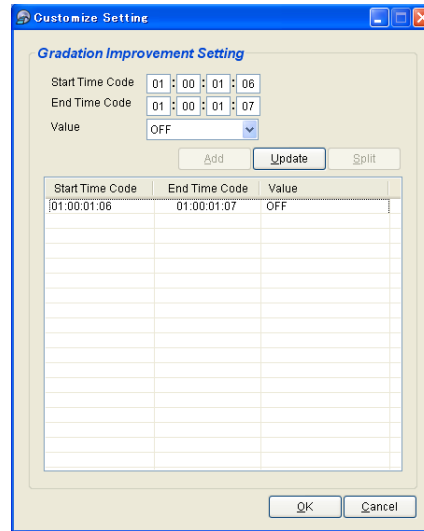 Customize Setting
Gradation Improvement Setting
Start Time Code 01 : 00 : 01 : 06
End Time Code 01 : 00 : 01 : 07
Value OFF
Add Update Split
Start Time Code End Time Code Value
01:00:01:06 01:00:01:07 OFF
OK Cancel